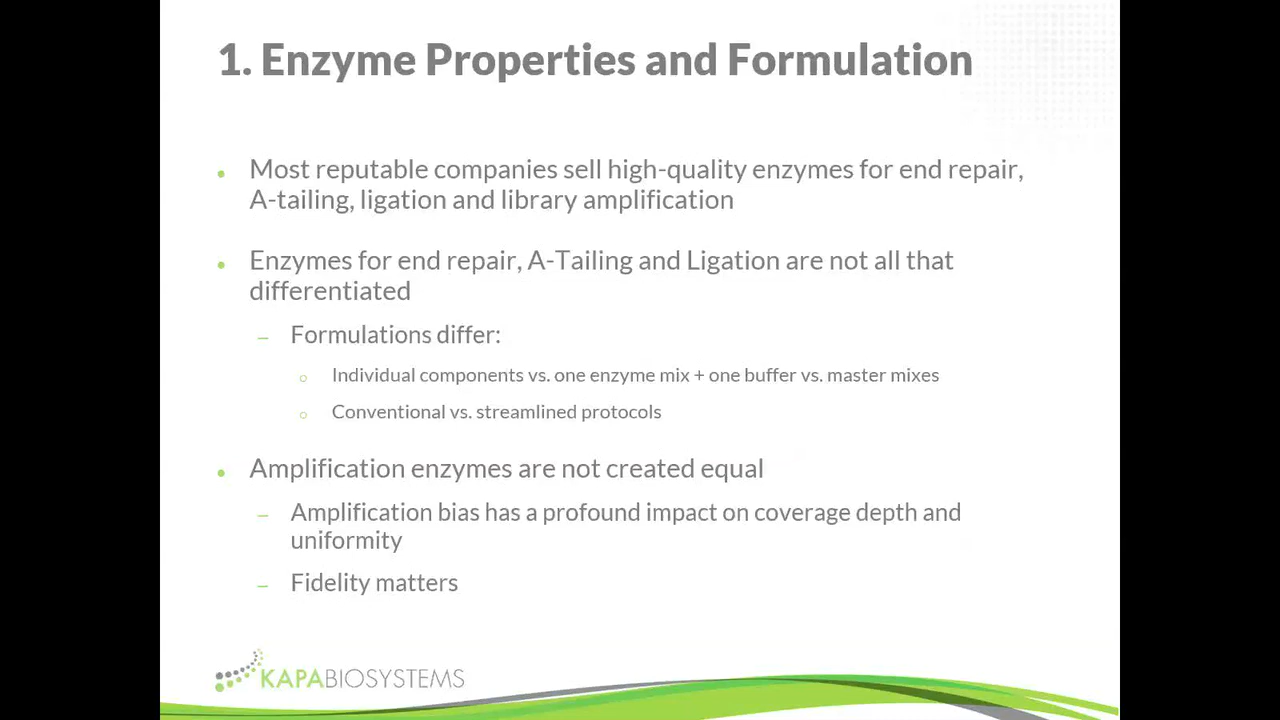 1. Enzyme Properties and Formulation
• Most reputable companies sell high-quality enzymes for end repair,
A-tailing, ligation and library amplification
• Enzymes for end repair, A-Tailing and Ligation are not all that
differentiated
– Formulations differ:
○ Individual components vs. one enzyme mix + one buffer vs. master mixes
○ Conventional vs. streamlined protocols
• Amplification enzymes are not created equal
– Amplification bias has a profound impact on coverage depth and
uniformity
– Fidelity matters
KAPABIOSYSTEMS